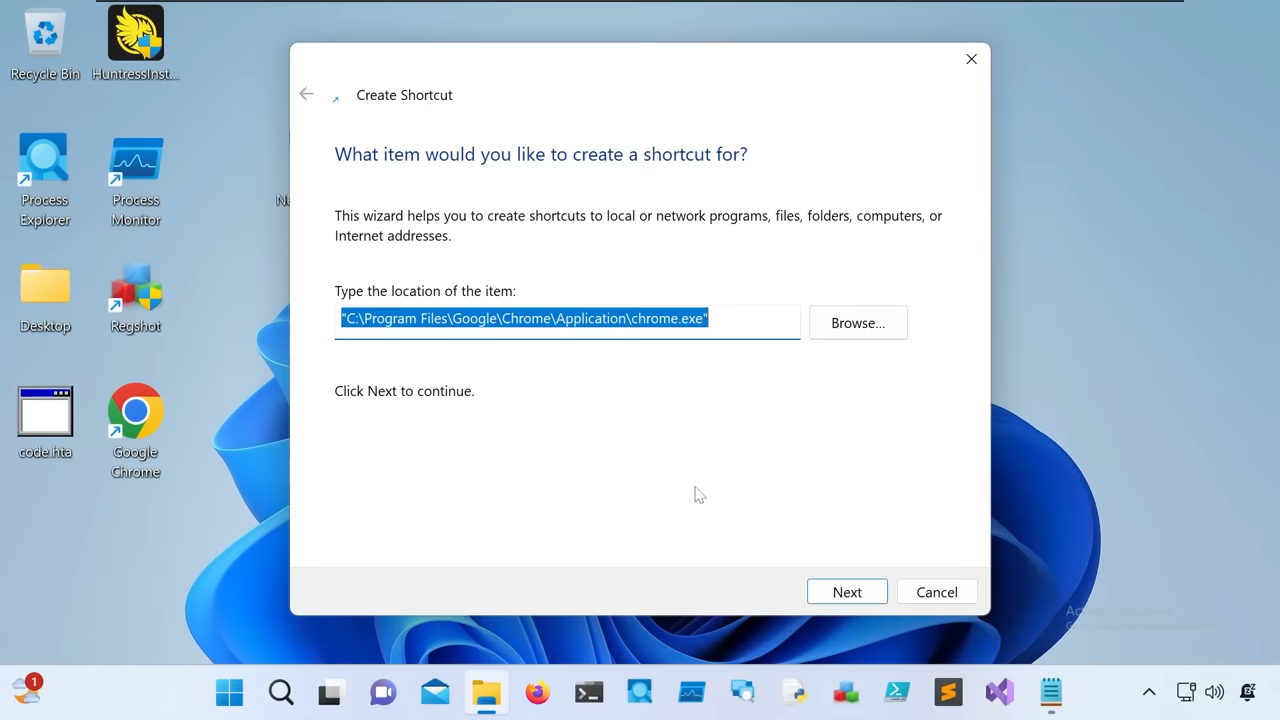 Recycle Bin
HuntressInst...
Create Shortcut
What item would you like to create a shortcut for?
This wizard helps you to create shortcuts to local or network programs, files, folders, computers, or
Internet addresses.
Type the location of the item:
"C:\Program Files\Google\Chrome\Application\chrome.exe"
Browse...
Click Next to continue.
Next
Cancel
Process
Explorer
Process
Monitor
Ne
Desktop
Regshot
code.hta
Google
Chrome
1